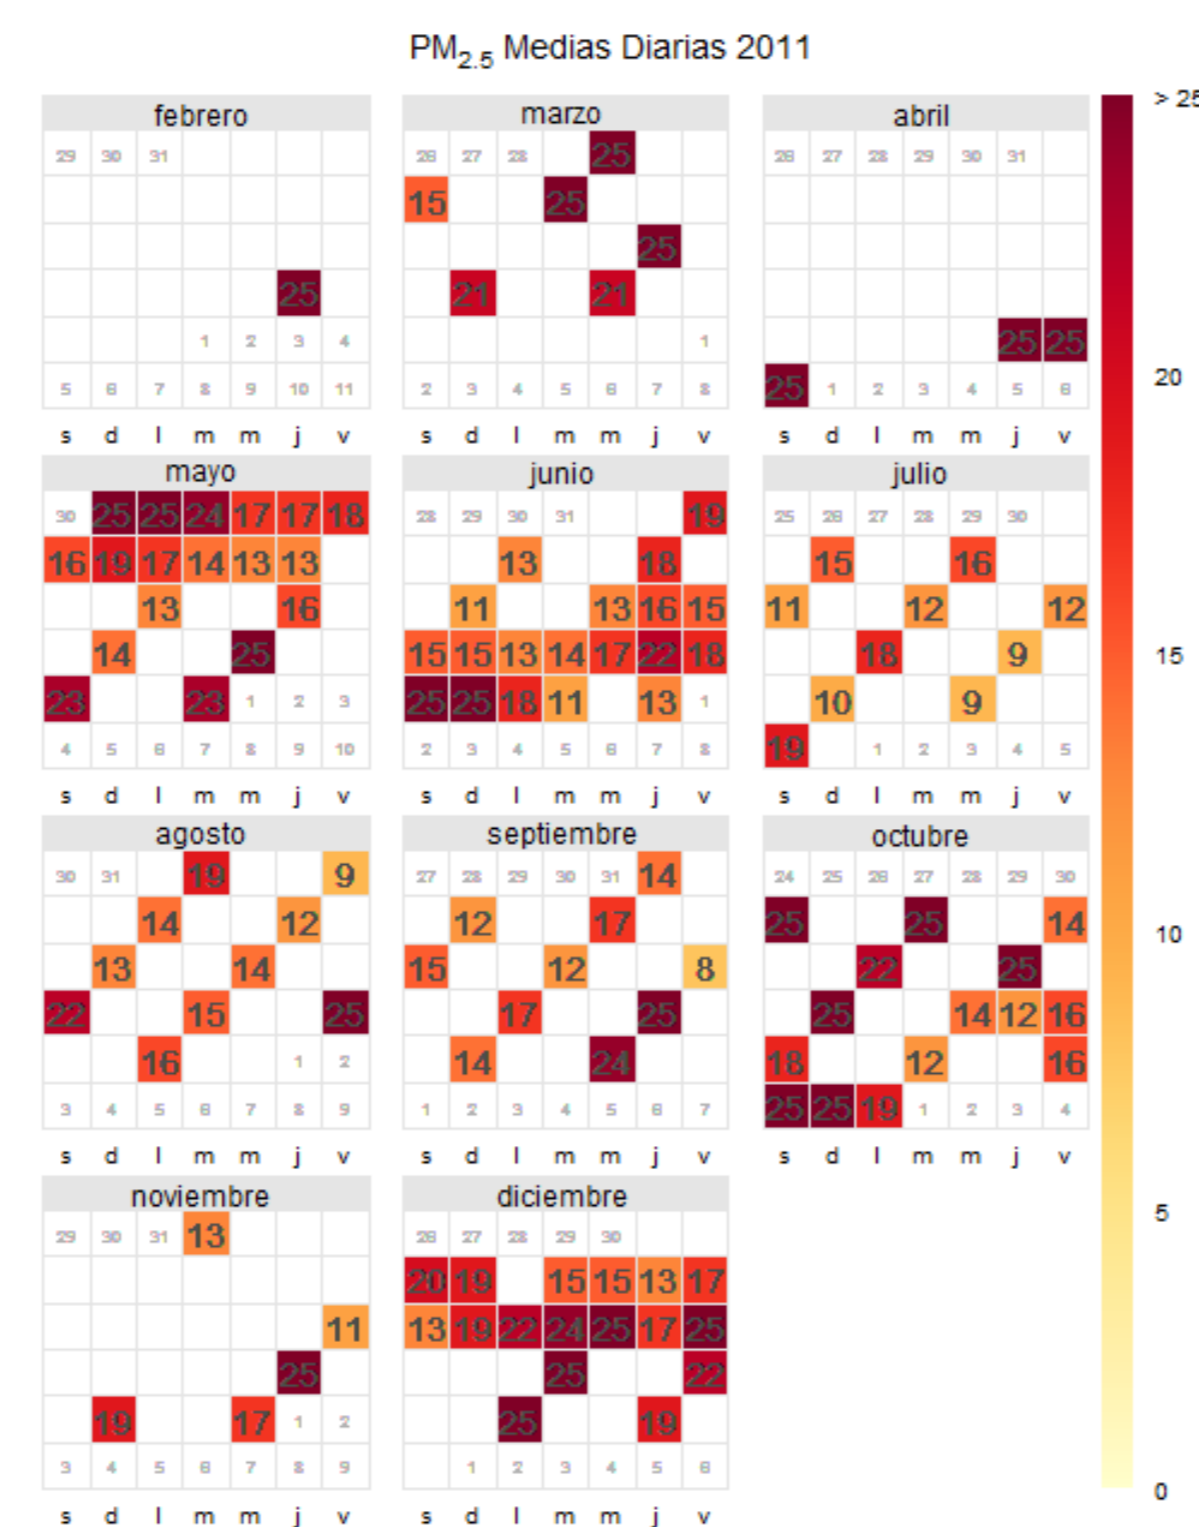 PM2.5 Medias Diarias 2011
febrero marzo abril
29 30 31 26 27 28 25 26 27 28 29 30 31
15 25
25
25 21 21
1 2 3 4 1 25 25
5 6 7 8 9 10 11 2 3 4 5 6 7 8 25 1 2 3 4 5 6
s d l m m j v s d l m m j v s d l m m j v
mayo junio julio
30 25 25 24 17 17 18 28 29 30 31 19 25 26 27 28 29 30
16 19 17 14 13 13 13 18 15 16
13 16 11 13 16 15 11 12 12
14 25 15 15 13 14 17 22 18 18 9
23 23 1 2 3 25 25 18 11 13 1 10 9
4 5 6 7 8 9 10 2 3 4 5 6 7 8 19 1 2 3 4 5
s d l m m j v s d l m m j v s d l m m j v
agosto septiembre octubre
30 31 19 9 27 28 29 30 31 14 24 25 26 27 28 29 30
14 12 12 17 25 25 14
13 14 15 12 8 22 25
22 15 25 17 25 25 14 12 16
16 1 2 14 24 18 12 16
3 4 5 6 7 8 9 1 2 3 4 5 6 7 25 25 19 1 2 3 4
s d l m m j v s d l m m j v s d l m m j v
noviembre diciembre
29 30 31 13 26 27 28 29 30
20 19 15 15 13 17
11 13 19 22 24 25 17 25
25 25 22
19 17 1 2 25 19
3 4 5 6 7 8 9 1 2 3 4 5 6
s d l m m j v s d l m m j v
> 25
20
15
10
5
0